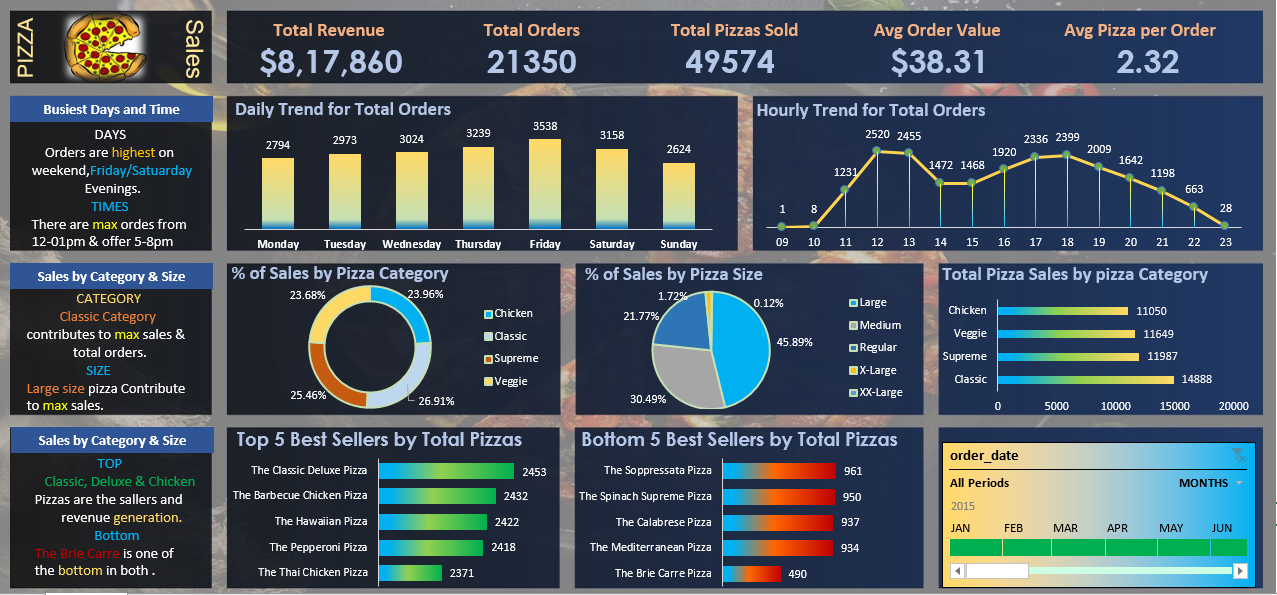 PIZZA
Sales
Total Revenue
$8,17,860
Total Orders
21350
Total Pizzas Sold
49574
Avg Order Value
$38.31
Avg Pizza per Order
2.32
Busiest Days and Time
DAYS
Orders are highest on
weekend,Friday/Satuarday
Evenings.
TIMES
There are max ordes from
12-01pm & offer 5-8pm
Daily Trend for Total Orders
2794
2973
3024
3239
3538
3158
2624
Monday
Tuesday
Wednesday
Thursday
Friday
Saturday
Sunday
Hourly Trend for Total Orders
1
8
1231
2520
2455
1472
1468
1920
2336
2399
2009
1642
1198
663
28
09
10
11
12
13
14
15
16
17
18
19
20
21
22
23
Sales by Category & Size
CATEGORY
Classic Category
contributes to max sales &
total orders.
SIZE
Large size pizza Contribute
to max sales.
% of Sales by Pizza Category
23.68%
23.96%
25.46%
26.91%
Chicken
Classic
Supreme
Veggie
% of Sales by Pizza Size
1.72%
0.12%
21.77%
45.89%
30.49%
Large
Medium
Regular
X-Large
XX-Large
Total Pizza Sales by pizza Category
Chicken 11050
Veggie 11649
Supreme 11987
Classic 14888
0 5000 10000 15000 20000
Sales by Category & Size
TOP
Classic, Deluxe & Chicken
Pizzas are the sallers and
revenue generation.
Bottom
The Brie Carre is one of
the bottom in both .
Top 5 Best Sellers by Total Pizzas
The Classic Deluxe Pizza 2453
The Barbecue Chicken Pizza 2432
The Hawaiian Pizza 2422
The Pepperoni Pizza 2418
The Thai Chicken Pizza 2371
Bottom 5 Best Sellers by Total Pizzas
The Soppressata Pizza 961
The Spinach Supreme Pizza 950
The Calabrese Pizza 937
The Mediterranean Pizza 934
The Brie Carre Pizza 490
order_date
All Periods MONTHS
2015
JAN FEB MAR APR MAY JUN